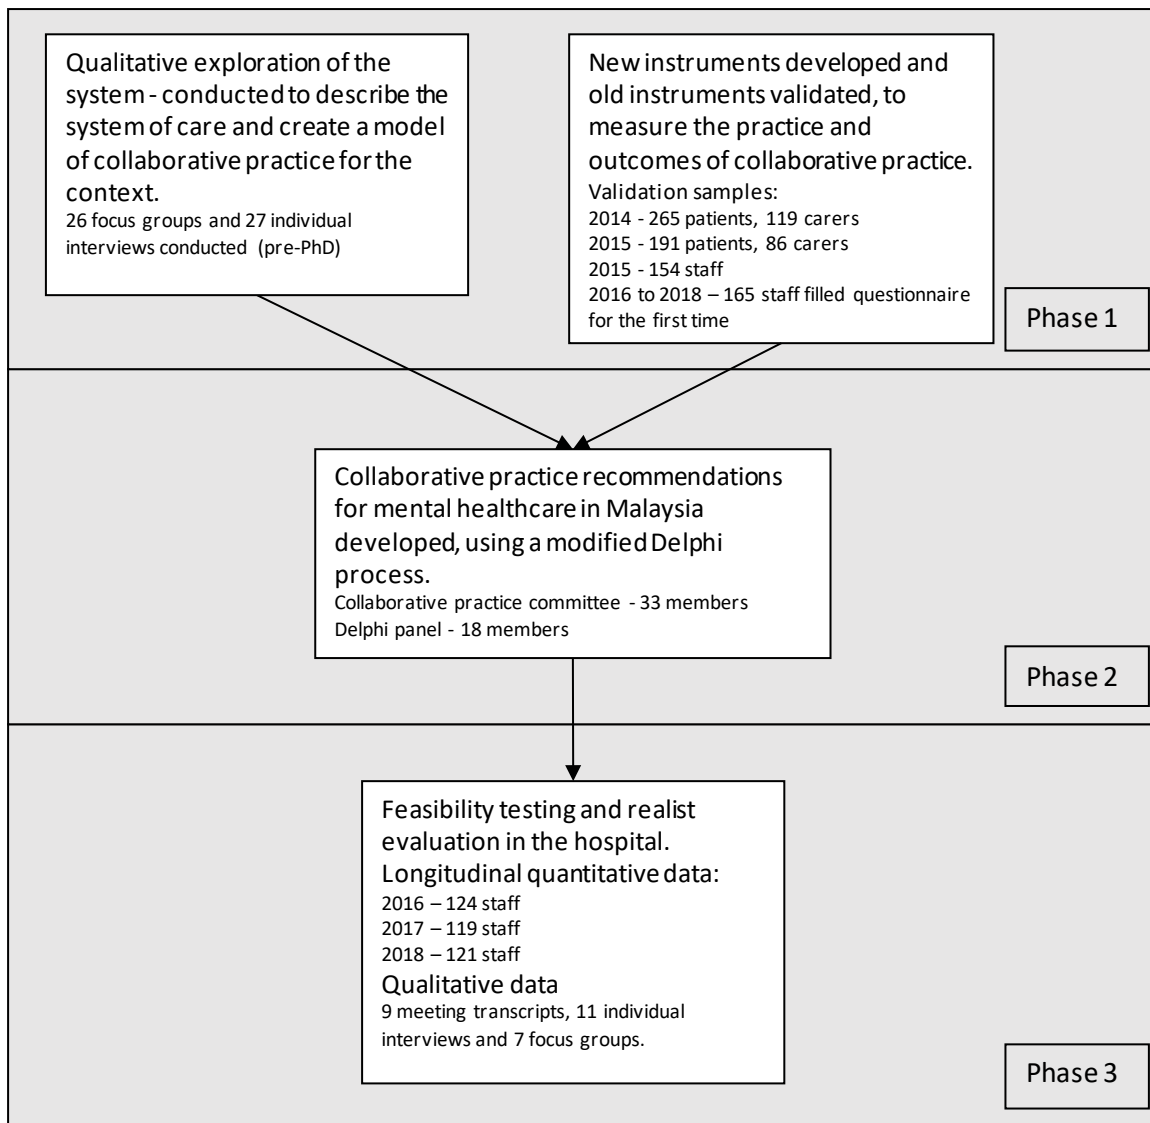 Qualitative exploration of the
system - conducted to describe the
system of care and create a model
of collaborative practice for the
context.
26 focus groups and 27 individual
interviews conducted (pre-PhD)
New instruments developed and
old instruments validated, to
measure the practice and
outcomes of collaborative practice.
Validation samples:
2014 - 265 patients, 119 carers
2015 - 191 patients, 86 carers
2015 - 154 staff
2016 to 2018 – 165 staff filled questionnaire
for the first time
Phase 1
Collaborative practice recommendations
for mental healthcare in Malaysia
developed, using a modified Delphi
process.
Collaborative practice committee - 33 members
Delphi panel - 18 members
Phase 2
Feasibility testing and realist
evaluation in the hospital.
Longitudinal quantitative data:
2016 – 124 staff
2017 – 119 staff
2018 – 121 staff
Qualitative data
9 meeting transcripts, 11 individual
interviews and 7 focus groups.
Phase 3